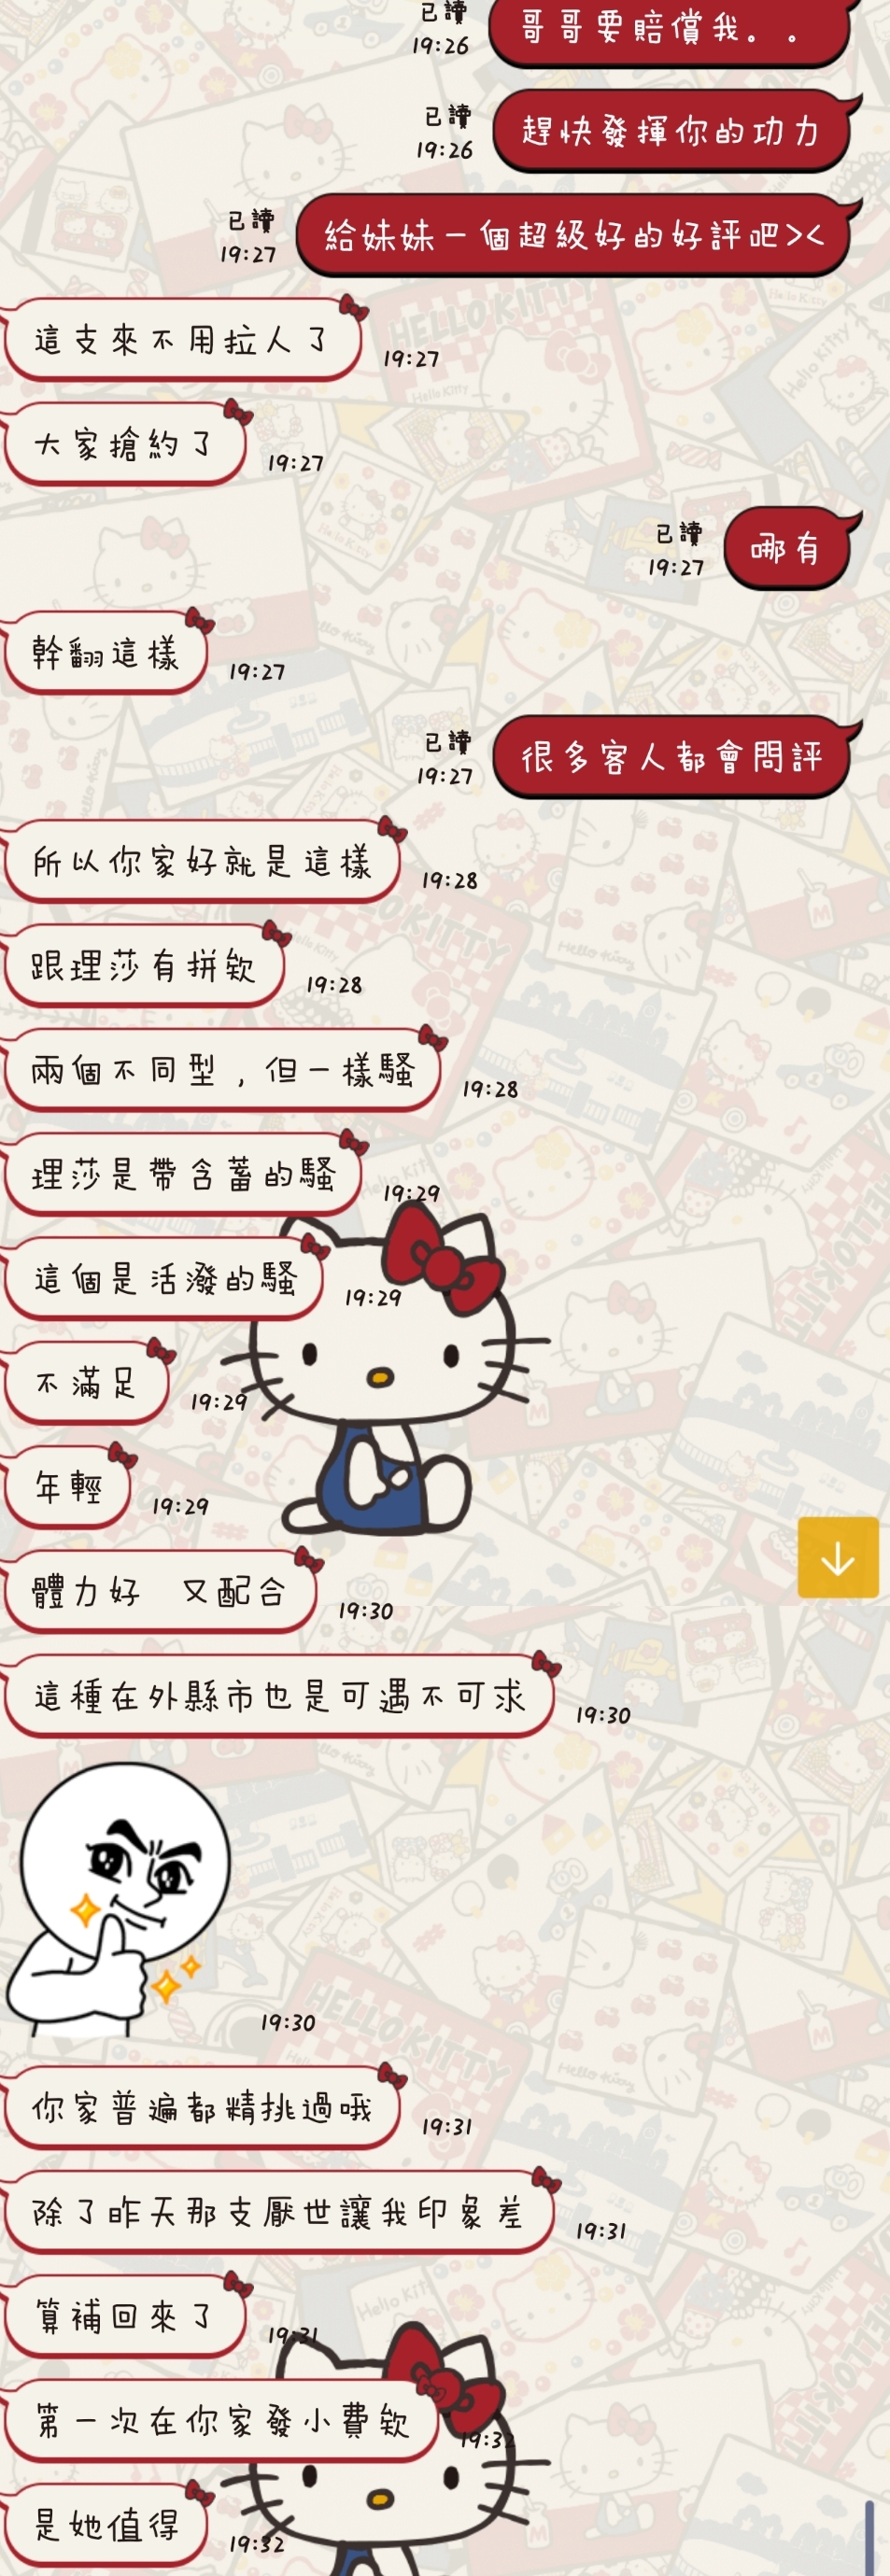 已讀
19:26
哥哥要賠償我。。
已讀
19:26
趕快發揮你的功力
已讀
19:27
給妹妹一個超級好的好評吧><
這支來不用拉人了
19:27
大家搶約了
19:27
已讀
19:27
哪有
幹翻這樣
19:27
已讀
19:27
很多客人都會問評
所以你家好就是這樣
19:28
跟理莎有拼欸
19:28
兩個不同型，但一樣騷
19:28
理莎是帶含蓄的騷
19:29
這個是活潑的騷
19:29
不滿足
19:29
年輕
19:29
體力好　又配合
19:30
這種在外縣市也是可遇不可求
19:30
19:30
你家普遍都精挑過哦
19:31
除了昨天那支厭世讓我印象差
19:31
算補回來了
19:31
第一次在你家發小費欸
19:32
是她值得
19:32
HELLO KITTY
Hello Kitty
HELLO KITTY
Hello Kitty